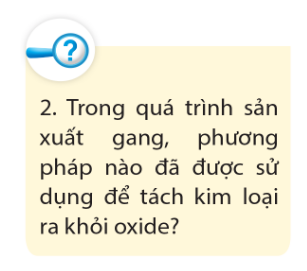 2. Trong quá trình sản
xuất gang, phương
pháp nào đã được sử
dụng để tách kim loại
ra khỏi oxide?